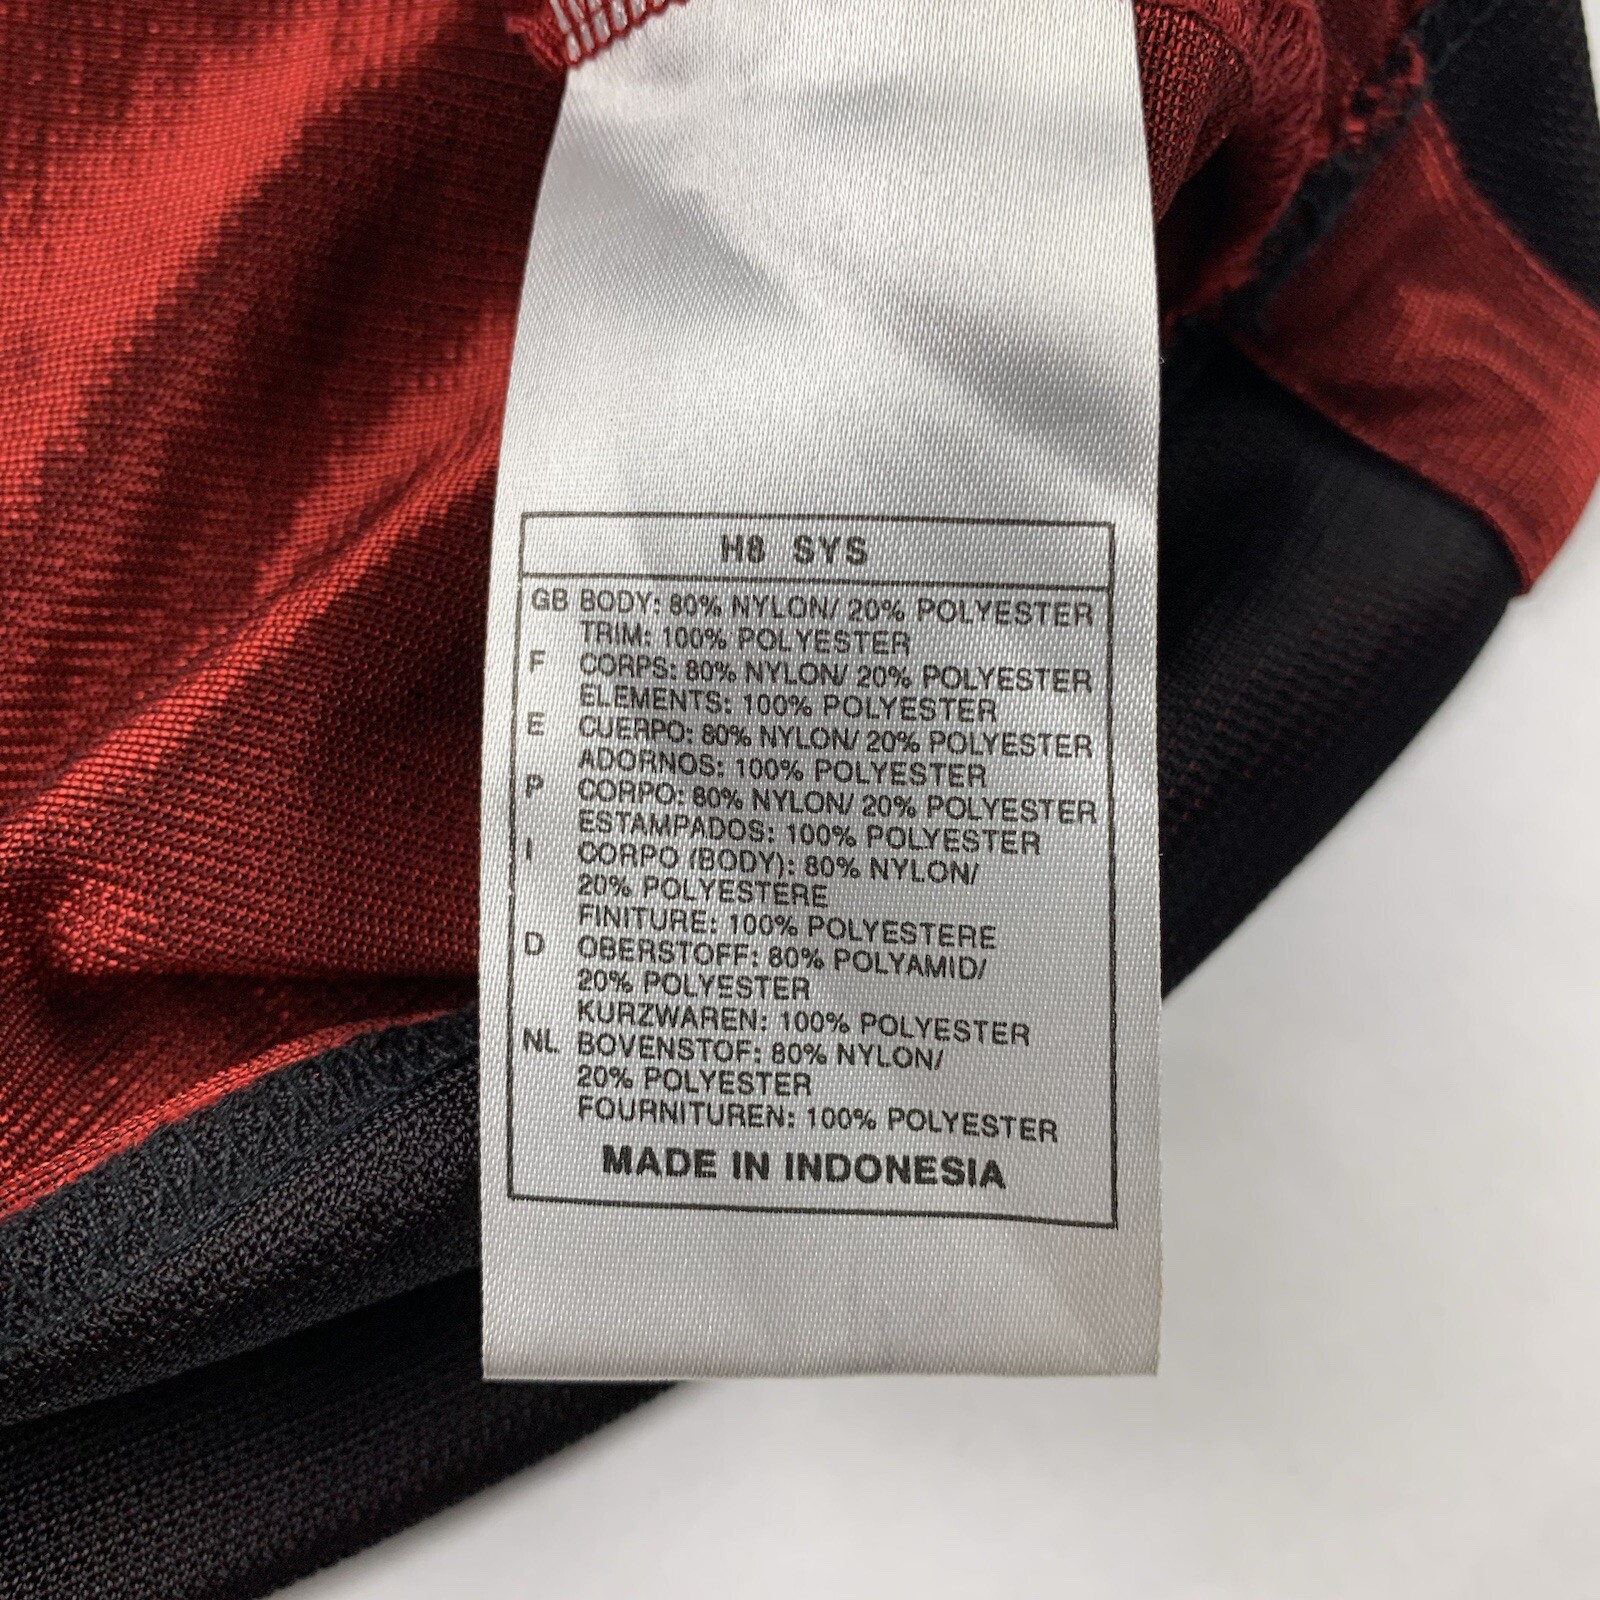 H8 SYS
GB BODY: 80% NYLON/ 20% POLYESTER
TRIM: 100% POLYESTER
F CORPS: 80% NYLON/ 20% POLYESTER
ELEMENTS: 100% POLYESTER
E CUERPO: 80% NYLON/ 20% POLYESTER
ADORNOS: 100% POLYESTER
P CORPO: 80% NYLON/ 20% POLYESTER
ESTAMPADOS: 100% POLYESTER
I CORPO (BODY): 80% NYLON/
20% POLYESTERE
FINITURE: 100% POLYESTERE
D OBERSTOFF: 80% POLYAMID/
20% POLYESTER
KURZWAREN: 100% POLYESTER
NL BOVENSTOF: 80% NYLON/
20% POLYESTER
FOURNITUREN: 100% POLYESTER
MADE IN INDONESIA